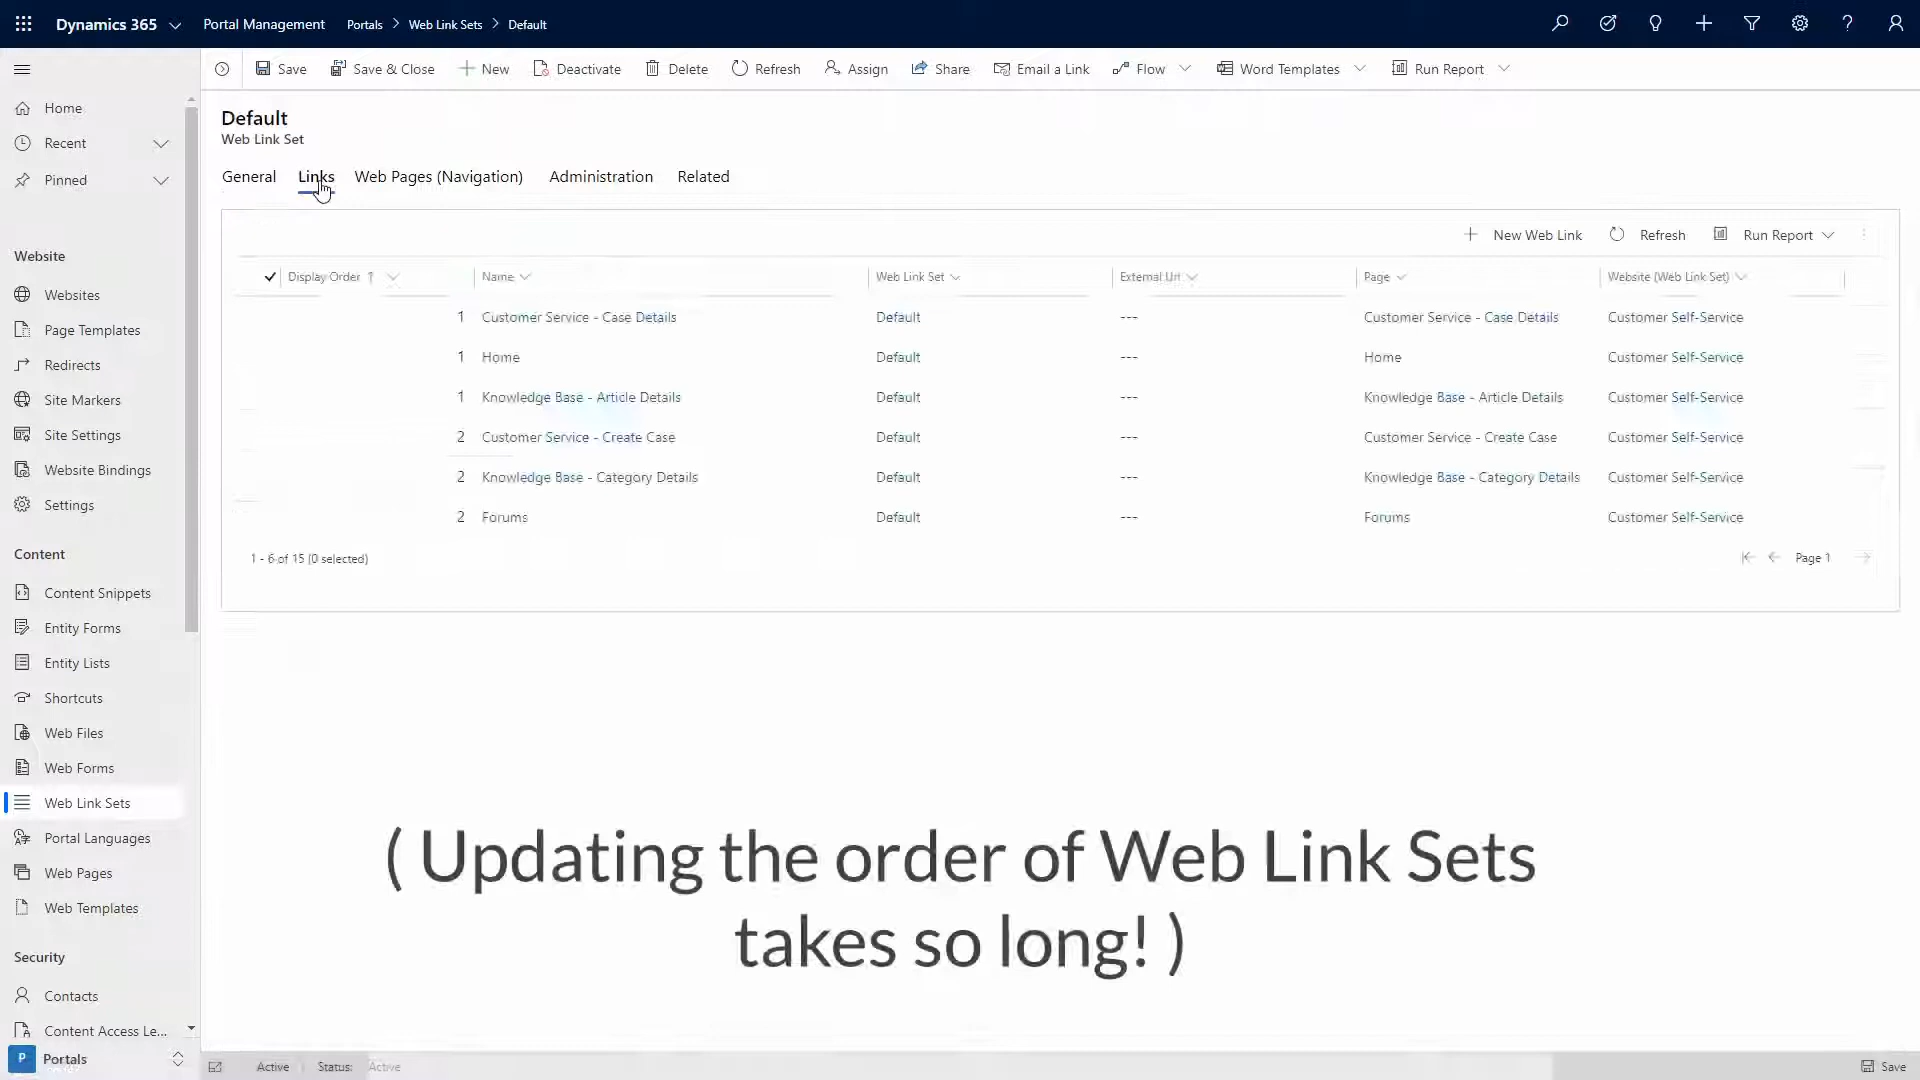 Dynamics 365 Portal Management Portals Web Link Sets Default
Save Save & Close New Deactivate Delete Refresh Assign Share Email a Link Flow Word Templates Run Report
Home
Recent
Pinned
Website
Websites
Page Templates
Redirects
Site Markers
Site Settings
Website Bindings
Settings
Content
Content Snippets
Entity Forms
Entity Lists
Shortcuts
Web Files
Web Forms
Web Link Sets
Portal Languages
Web Pages
Web Templates
Security
Contacts
Content Access Le...
P Portals
Default
Web Link Set
General Links Web Pages (Navigation) Administration Related
New Web Link Refresh Run Report
Display Order Name Web Link Set External Url Page Website (Web Link Set)
1 Customer Service - Case Details Default --- Customer Service - Case Details Customer Self-Service
1 Home Default --- Home Customer Self-Service
1 Knowledge Base - Article Details Default --- Knowledge Base - Article Details Customer Self-Service
2 Customer Service - Create Case Default --- Customer Service - Create Case Customer Self-Service
2 Knowledge Base - Category Details Default --- Knowledge Base - Category Details Customer Self-Service
2 Forums Default --- Forums Customer Self-Service
1 - 6 of 15 (0 selected) Page 1
( Updating the order of Web Link Sets
takes so long! )
Active Status: Active Save